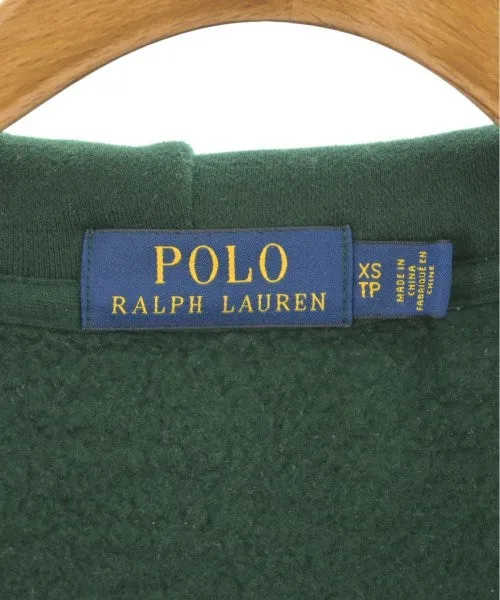 POLO
RALPH LAUREN
XS
TP
MADE IN
CHINA
FABRIQUÉ EN
CHINE